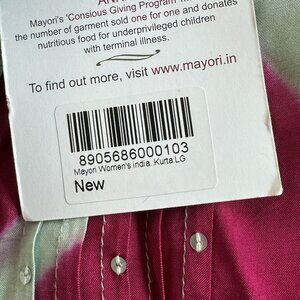 Mayori's 'Consious Giving Program'
the number of garment sold one for one and donates
nutritious food for underprivileged children
with terminal illness.
To find out more, visit www.mayori.in
8905686000103
Mayori Women's India..Kurta:LG
New